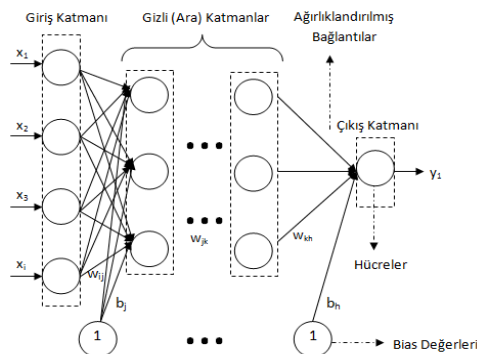 Giriş Katmanı
Gizli (Ara) Katmanlar
Ağırlıklandırılmış
Bağlantılar
x1
x2
x3
xi
Çıkış Katmanı
y1
wij
wjk
wkh
Hücreler
bj
bh
1
1
Bias Değerleri